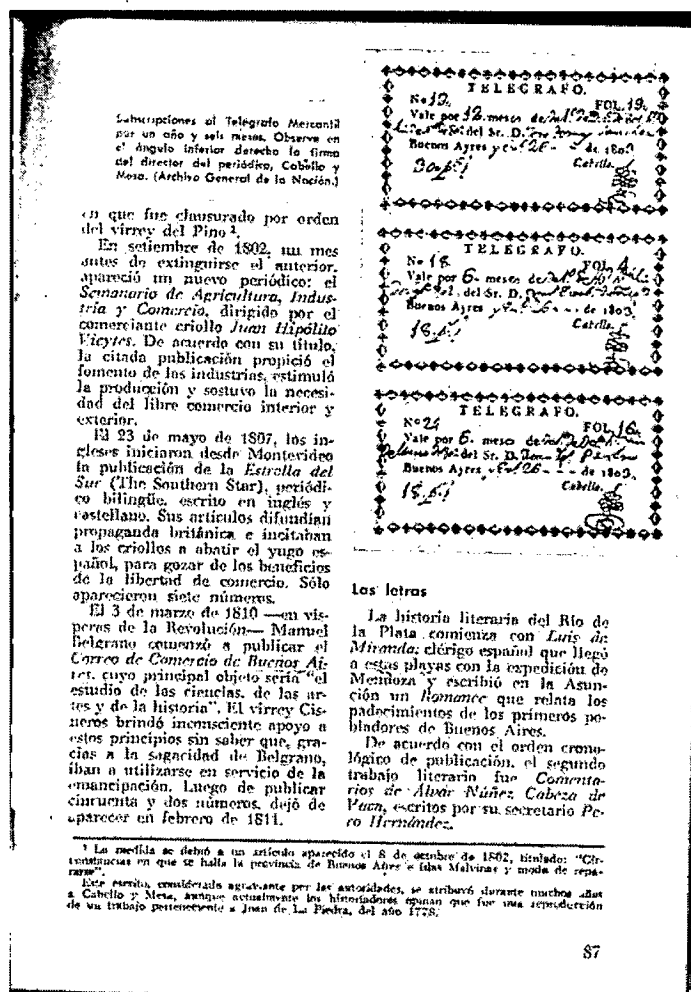 Subscripciones al Telégrafo Mercantil
por un año y seis meses. Observe en
el ángulo inferior derecho la firma
del director del periódico, Cabello y
Mesa. (Archivo General de la Nación.)
en que fue clausurado por orden
del virrey del Pino ¹.
En setiembre de 1802, un mes
antes de extinguirse el anterior,
apareció un nuevo periódico: el
Semanario de Agricultura, Indus-
tria y Comercio, dirigido por el
comerciante criollo Juan Hipólito
Vieytes. De acuerdo con su título,
la citada publicación propició el
fomento de las industrias, estimuló
la producción y sostuvo la necesi-
dad del libre comercio interior y
exterior.
El 23 de mayo de 1807, los in-
gleses iniciaron desde Montevideo
la publicación de la Estrella del
Sur (The Southern Star), periódi-
co bilingüe, escrito en inglés y
castellano. Sus artículos difundían
propaganda británica e incitaban
a los criollos a abatir el yugo es-
pañol, para gozar de los beneficios
de la libertad de comercio. Sólo
aparecieron siete números.
El 3 de marzo de 1810 —en vís-
peras de la Revolución— Manuel
Belgrano comenzó a publicar el
Correo de Comercio de Buenos Ai-
res, cuyo principal objeto sería "el
estudio de las ciencias, de las ar-
tes y de la historia". El virrey Cis-
neros brindó inconsciente apoyo a
estos principios sin saber que, gra-
cias a la sagacidad de Belgrano,
iban a utilizarse en servicio de la
emancipación. Luego de publicar
cincuenta y dos números, dejó de
aparecer en febrero de 1811.
TELEGRAFO.
No 12. FOL. 19.
Vale por 12. meses de
del Sr. D.
Buenos Ayres y 26 de 180
Cabello.
TELEGRAFO.
No 18. FOL. 4.
Vale por 6. meses de
del Sr. D.
Buenos Ayres y de 180
Cabello.
TELEGRAFO.
No 24 FOL. 16.
Vale por 6. meses de
del Sr. D.
Buenos Ayres y 26 de 180
Cabello.
Las letras
La historia literaria del Río de
la Plata comienza con Luis de
Miranda, clérigo español que llegó
a estas playas con la expedición de
Mendoza y escribió en la Asun-
ción un Romance que relata los
padecimientos de los primeros po-
bladores de Buenos Aires.
De acuerdo con el orden crono-
lógico de publicación, el segundo
trabajo literario fue Comenta-
rios de Álvar Núñez Cabeza de
Vaca, escritos por su secretario Pe-
ro Hernández.
¹ La medida se debió a un artículo aparecido el 8 de octubre de 1802, titulado: "Cir-
cunstancias en que se halla la provincia de Buenos Aires e islas Malvinas y modo de repa-
rarse".
Este escrito, considerado agraviante por las autoridades, se atribuyó durante muchos años
a Cabello y Mesa, aunque actualmente los historiadores opinan que fue una reproducción
de un trabajo perteneciente a Juan de La Piedra, del año 1778.
87